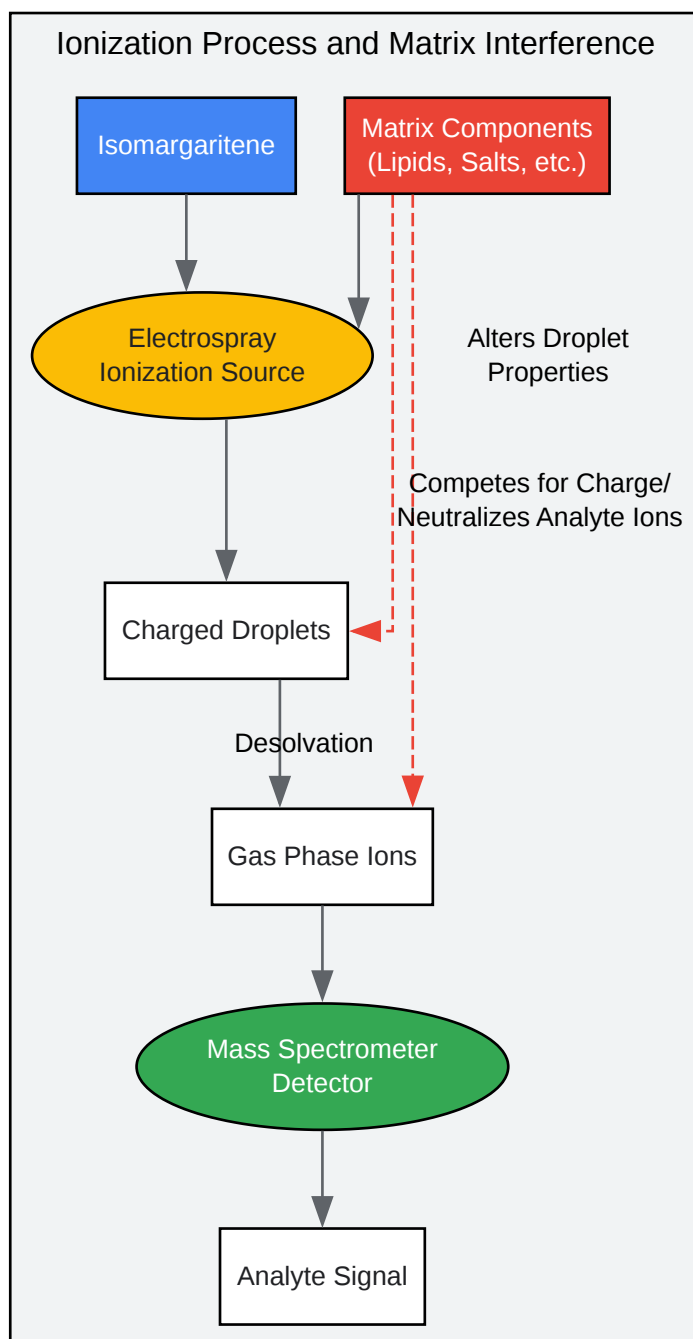 Ionization Process and Matrix Interference
Isomargaritene
Matrix Components
(Lipids, Salts, etc.)
Electrospray
Ionization Source
Alters Droplet
Properties
Competes for Charge/
Neutralizes Analyte Ions
Charged Droplets
Desolvation
Gas Phase Ions
Mass Spectrometer
Detector
Analyte Signal